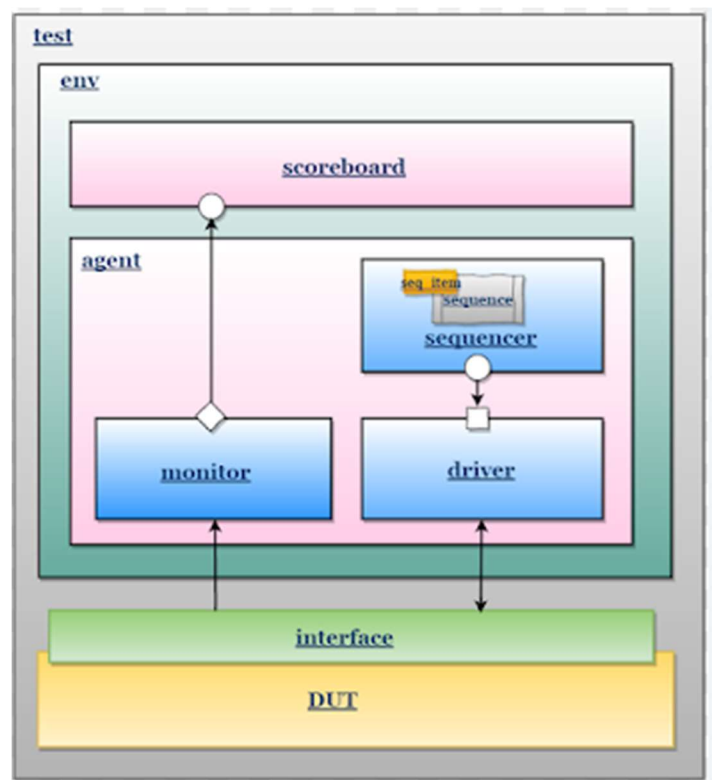 test
env
scoreboard
agent
seq_item
sequence
sequencer
monitor
driver
interface
DUT